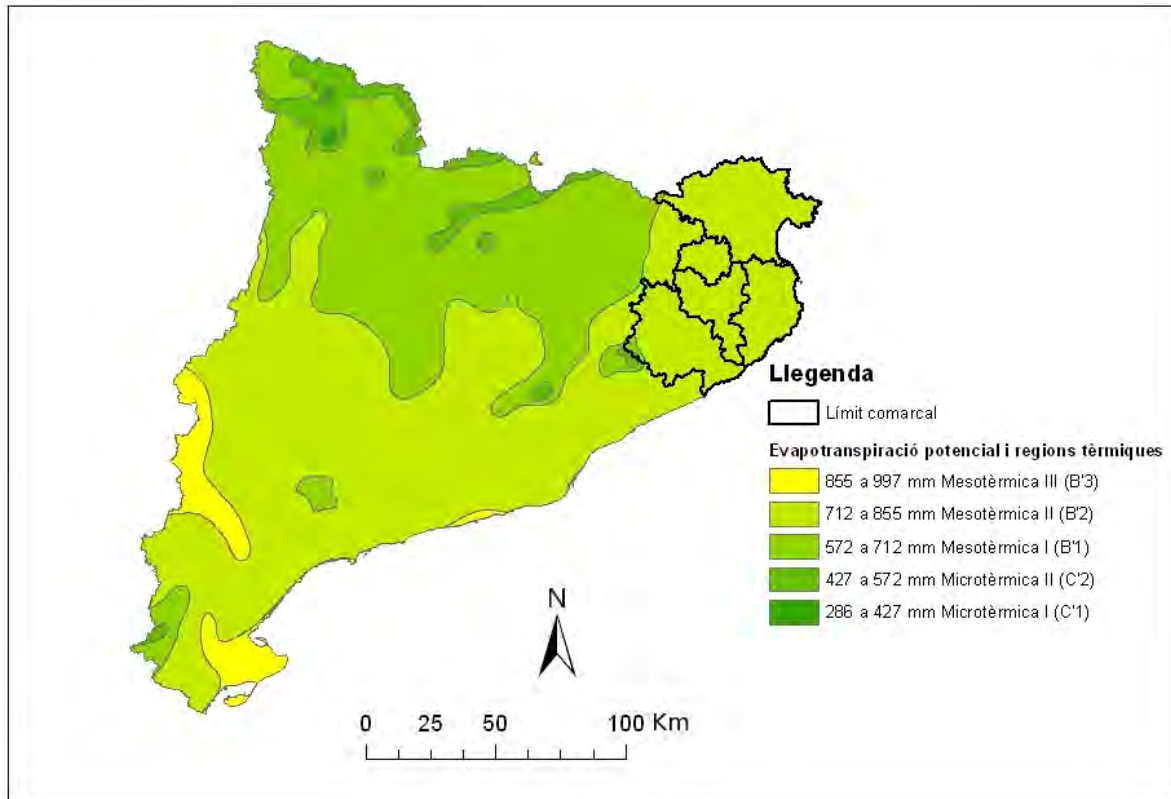 Llegenda
Límit comarcal
Evapotranspiració potencial i regions tèrmiques
855 a 997 mm Mesotèrmica III (B'3)
712 a 855 mm Mesotèrmica II (B'2)
572 a 712 mm Mesotèrmica I (B'1)
427 a 572 mm Microtèrmica II (C'2)
286 a 427 mm Microtèrmica I (C'1)
N
0 25 50 100 Km